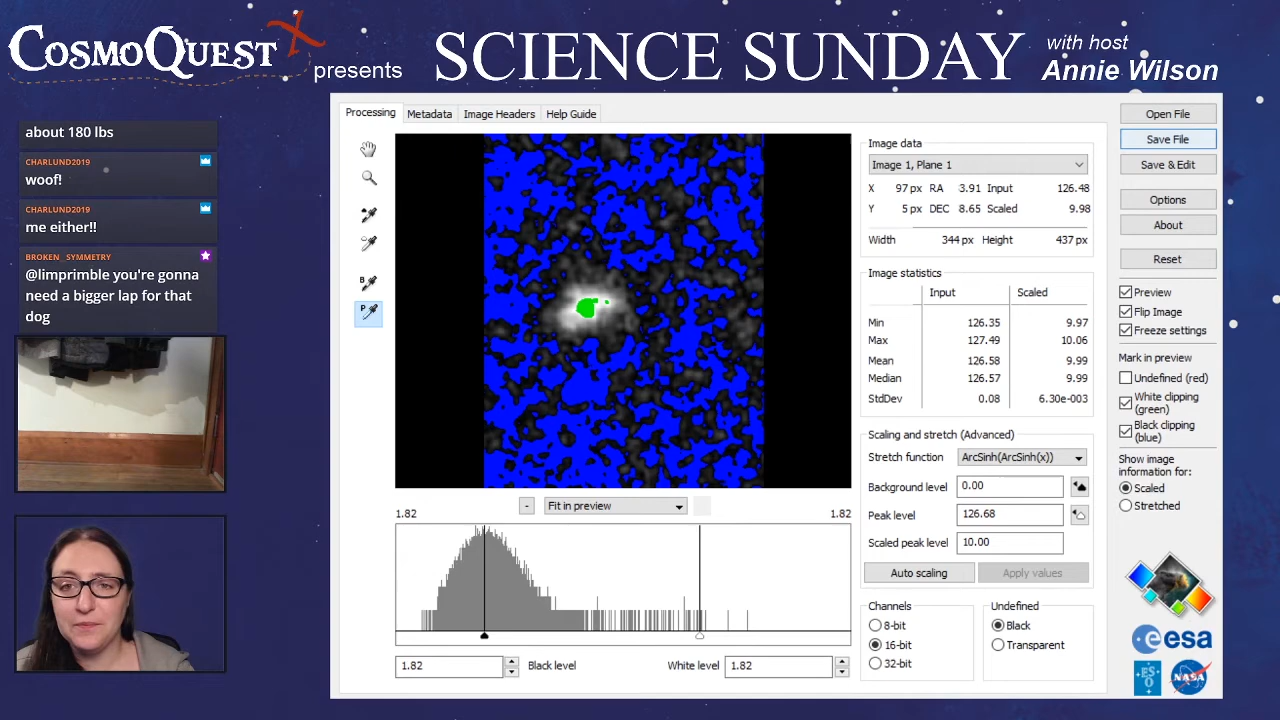 COSMOQUEST X
presents
SCIENCE SUNDAY
with host
Annie Wilson
about 180 lbs
CHARLUND2019
woof!
CHARLUND2019
me either!!
BROKEN_SYMMETRY
@limprimble you're gonna
need a bigger lap for that
dog
Processing Metadata Image Headers Help Guide
B
P
- Fit in preview
1.82 1.82
1.82 Black level White level 1.82
Image data
Image 1, Plane 1
X 97 px RA 3.91 Input 126.48
Y 5 px DEC 8.65 Scaled 9.98
Width 344 px Height 437 px
Image statistics
Input Scaled
Min 126.35 9.97
Max 127.49 10.06
Mean 126.58 9.99
Median 126.57 9.99
StdDev 0.08 6.30e-003
Scaling and stretch (Advanced)
Stretch function ArcSinh(ArcSinh(x))
Background level 0.00
Peak level 126.68
Scaled peak level 10.00
Auto scaling Apply values
Channels
8-bit
16-bit
32-bit
Undefined
Black
Transparent
Open File
Save File
Save & Edit
Options
About
Reset
Preview
Flip Image
Freeze settings
Mark in preview
Undefined (red)
White clipping
(green)
Black clipping
(blue)
Show image
information for:
Scaled
Stretched
esa
ES
O
NASA